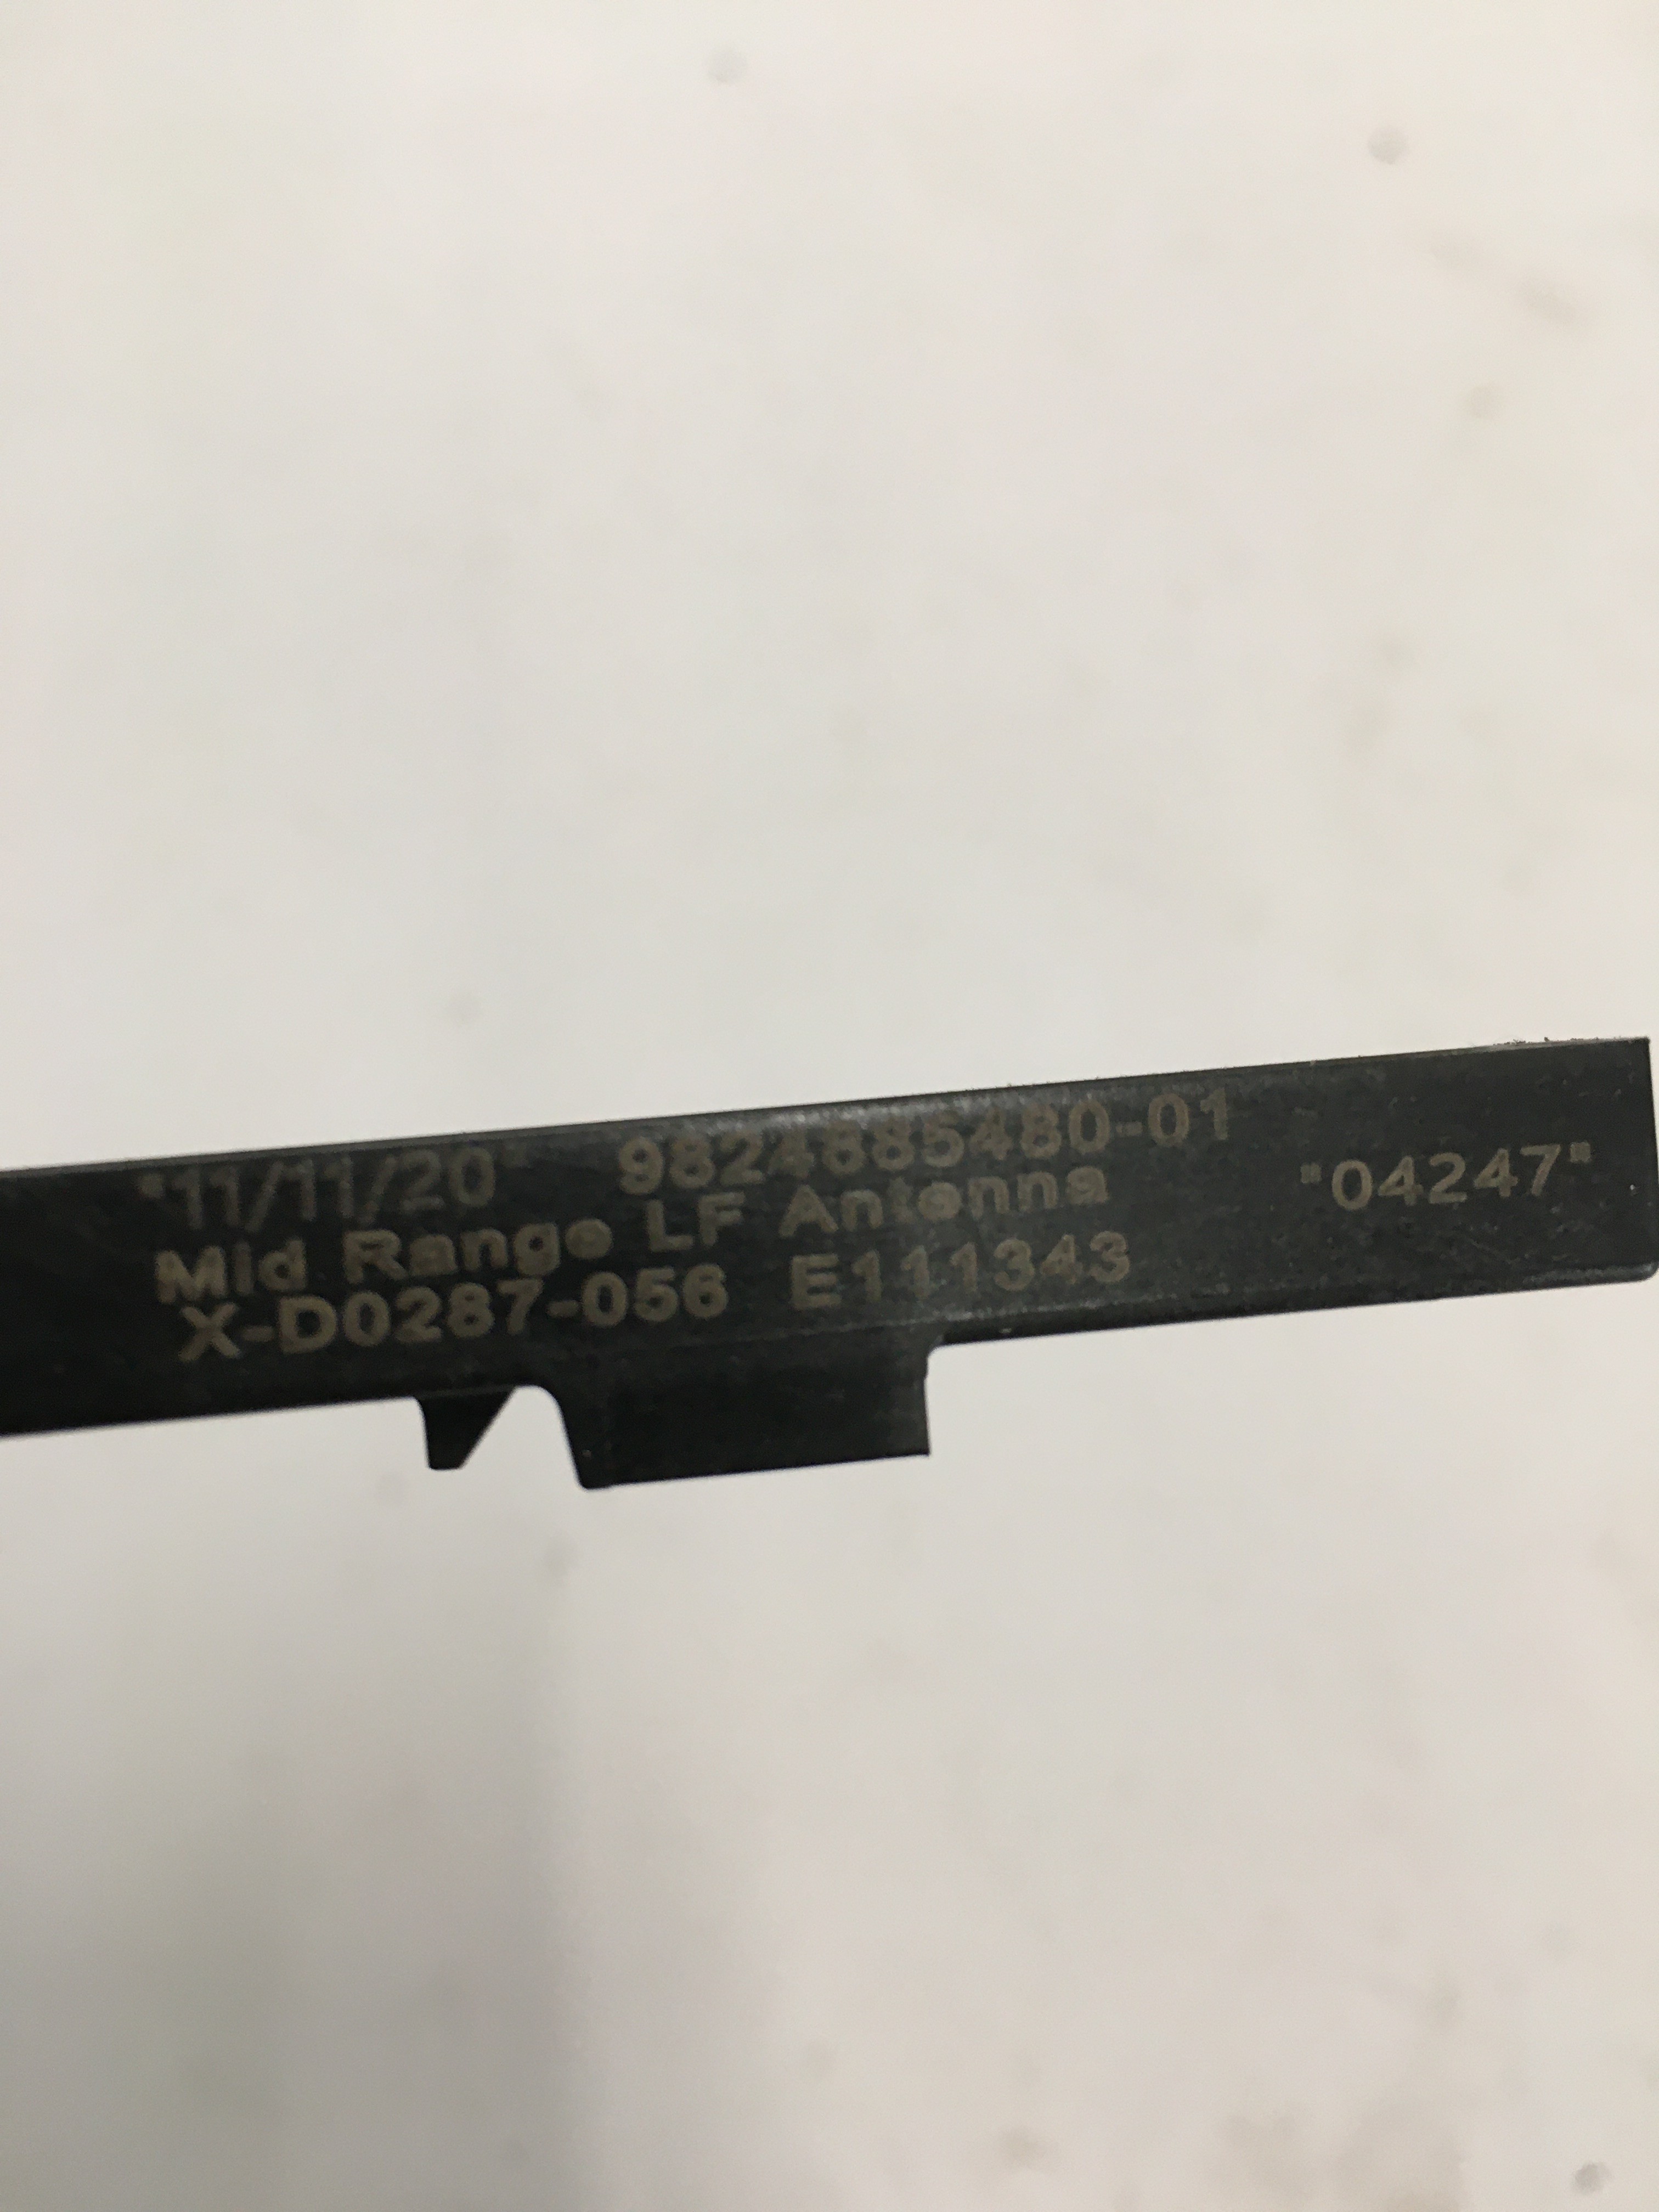 "11/11/20" 9824885480-01
Mid Range LF Antenna "04247"
X-D0287-056 E111343